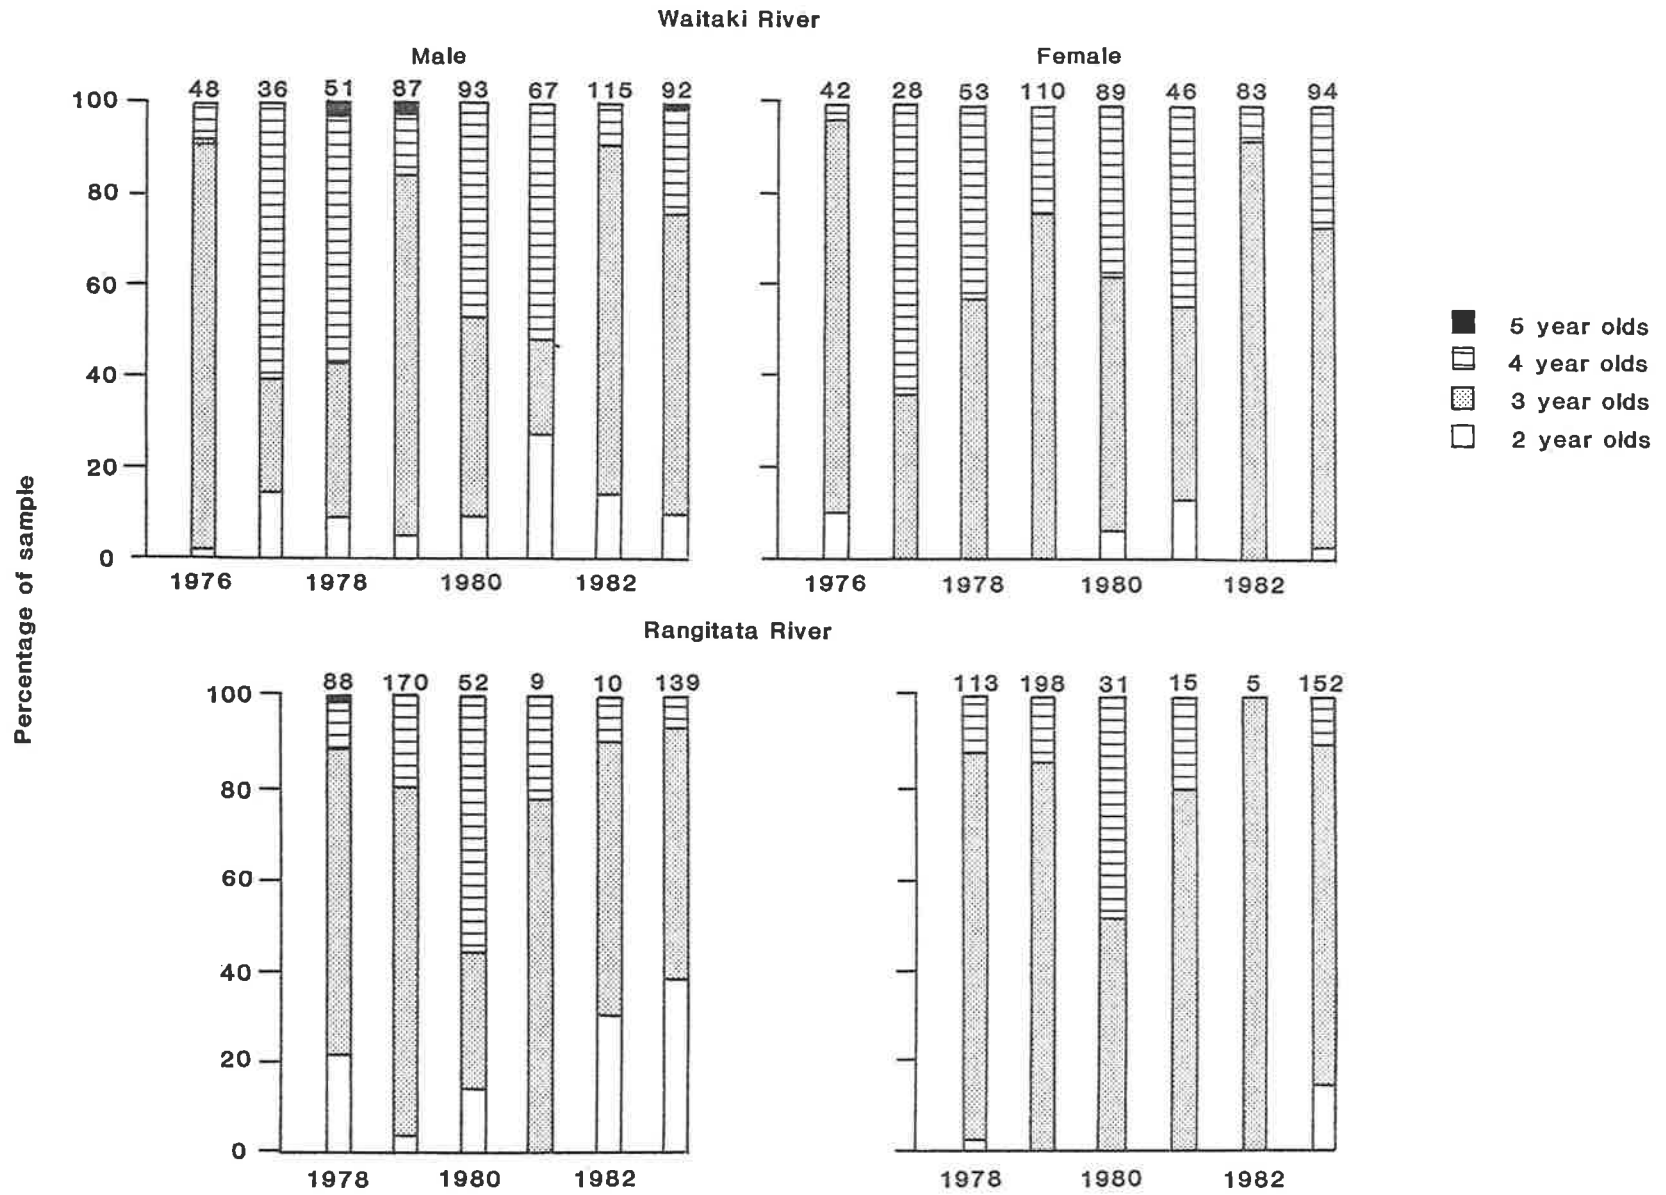 Waitaki River
Male Female
48 36 51 87 93 67 115 92 42 28 53 110 89 46 83 94
100
80
60
40
20
0
1976 1978 1980 1982 1976 1978 1980 1982
5 year olds
4 year olds
3 year olds
2 year olds
Percentage of sample
Rangitata River
88 170 52 9 10 139 113 198 31 15 5 152
100
80
60
40
20
0
1978 1980 1982 1978 1980 1982